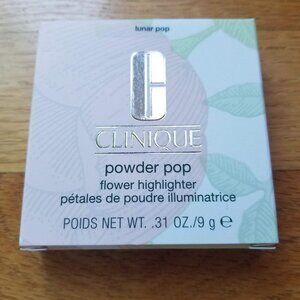 lunar pop
CLINIQUE
powder pop
flower highlighter
pétales de poudre illuminatrice
POIDS NET WT. .31 OZ./9 g ℮